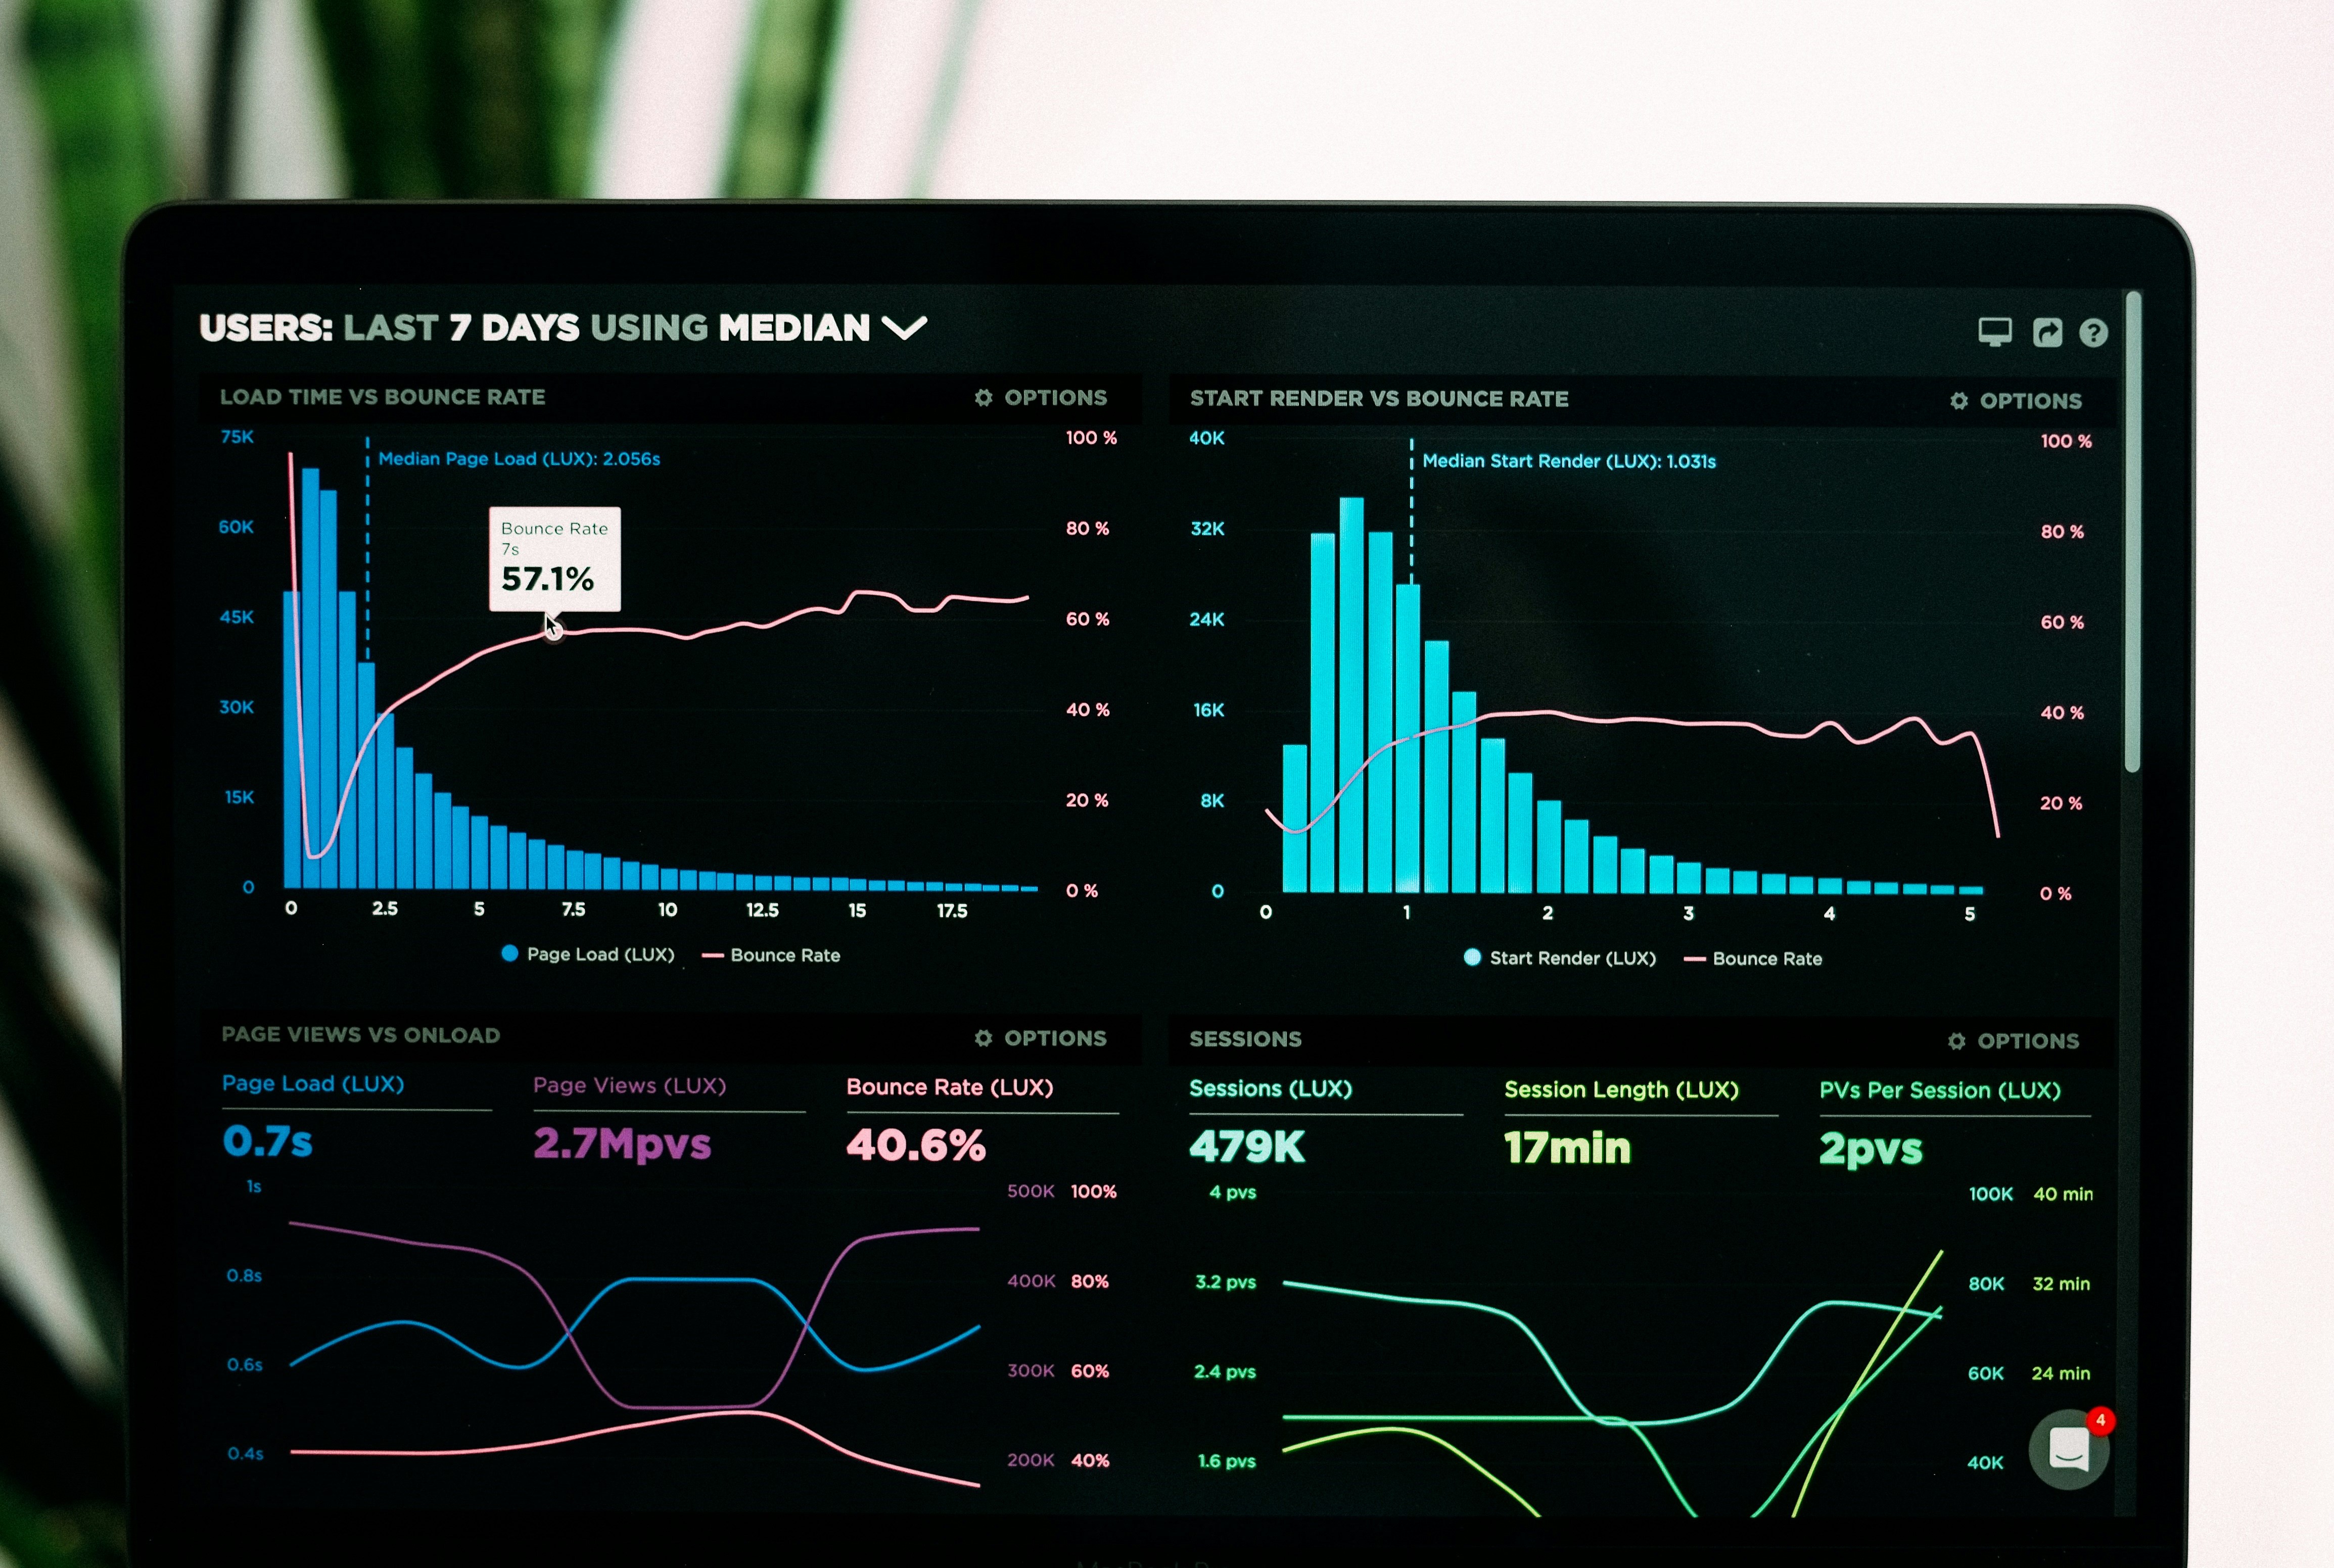 USERS: LAST 7 DAYS USING MEDIAN
LOAD TIME VS BOUNCE RATE
OPTIONS
75K
60K
45K
30K
15K
0
Median Page Load (LUX): 2.056s
Bounce Rate
7s
57.1%
100 %
80 %
60 %
40 %
20 %
0 %
0 2.5 5 7.5 10 12.5 15 17.5
Page Load (LUX) Bounce Rate
START RENDER VS BOUNCE RATE
OPTIONS
40K
32K
24K
16K
8K
0
Median Start Render (LUX): 1.031s
100 %
80 %
60 %
40 %
20 %
0 %
0 1 2 3 4 5
Start Render (LUX) Bounce Rate
PAGE VIEWS VS ONLOAD
OPTIONS
Page Load (LUX) Page Views (LUX) Bounce Rate (LUX)
0.7s 2.7Mpvs 40.6%
1s
0.8s
0.6s
0.4s
500K 100%
400K 80%
300K 60%
200K 40%
SESSIONS
OPTIONS
Sessions (LUX) Session Length (LUX) PVs Per Session (LUX)
479K 17min 2pvs
4 pvs
3.2 pvs
2.4 pvs
1.6 pvs
100K 40 min
80K 32 min
60K 24 min
40K
4